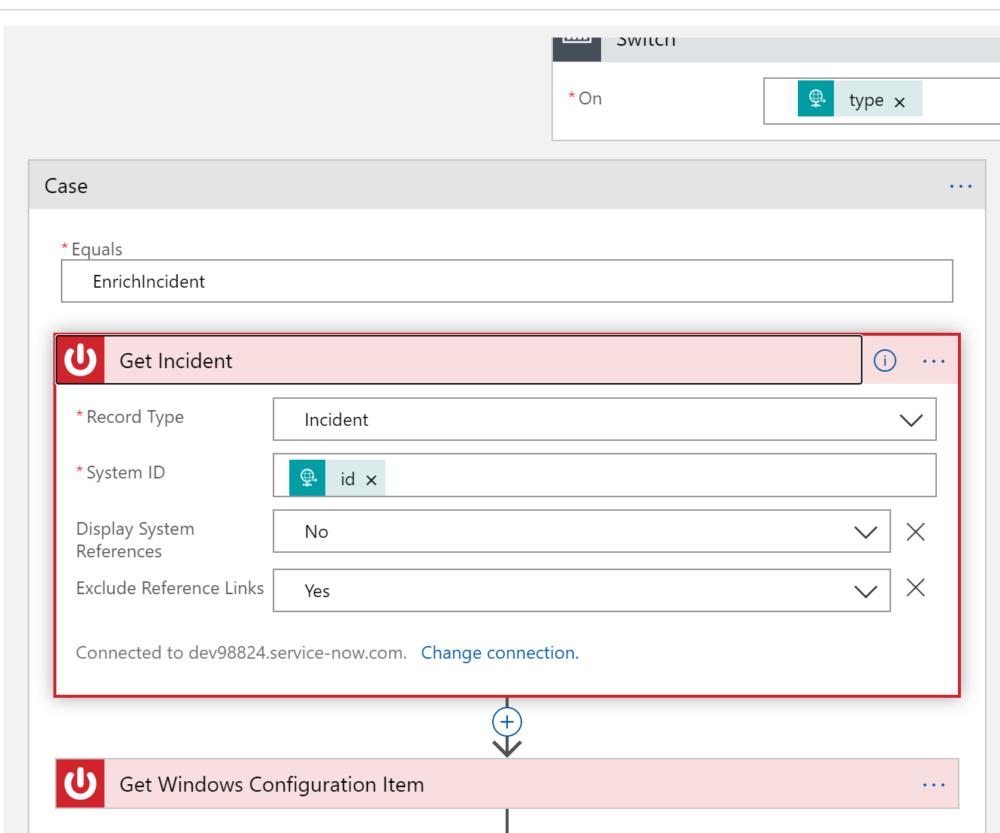 Switch
* On
type ×
Case
* Equals
EnrichIncident
Get Incident
* Record Type
Incident
* System ID
id ×
Display System
References
No
Exclude Reference Links
Yes
Connected to dev98824.service-now.com. Change connection.
Get Windows Configuration Item